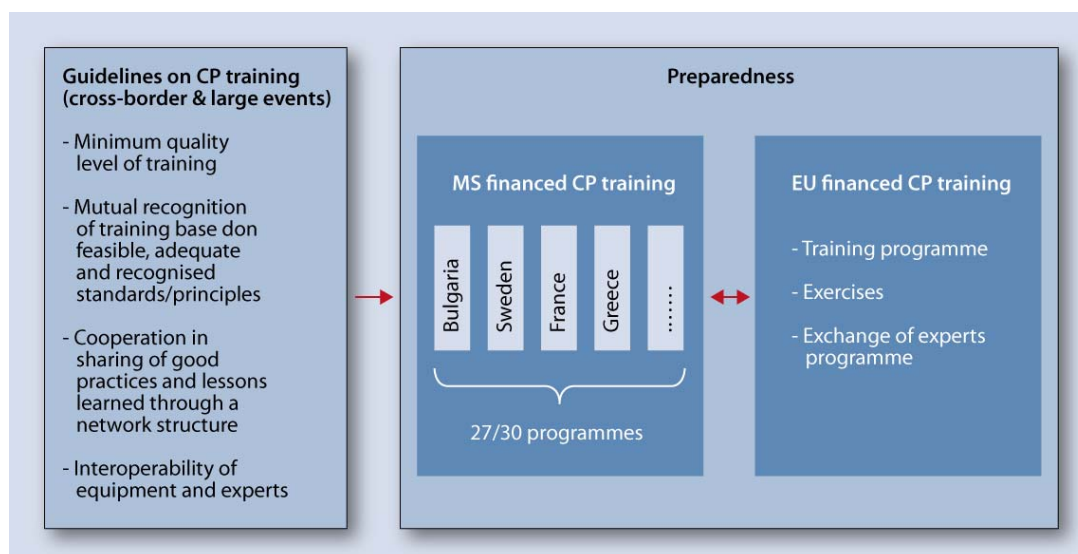 Guidelines on CP training
(cross-border & large events)
- Minimum quality
level of training
- Mutual recognition
of training base don
feasible, adequate
and recognised
standards/principles
- Cooperation in
sharing of good
practices and lessons
learned through a
network structure
- Interoperability of
equipment and experts
Preparedness
MS financed CP training
Bulgaria
Sweden
France
Greece
......
27/30 programmes
EU financed CP training
- Training programme
- Exercises
- Exchange of experts
programme